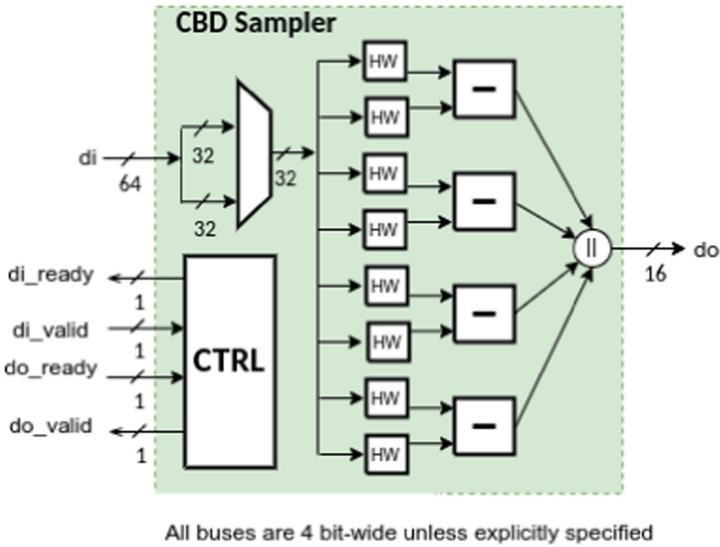 CBD Sampler
HW
HW
HW
HW
HW
HW
HW
HW
−
−
−
−
di
64
32
32
32
||
do
16
di_ready
1
di_valid
1
do_ready
1
do_valid
1
CTRL
All buses are 4 bit-wide unless explicitly specified